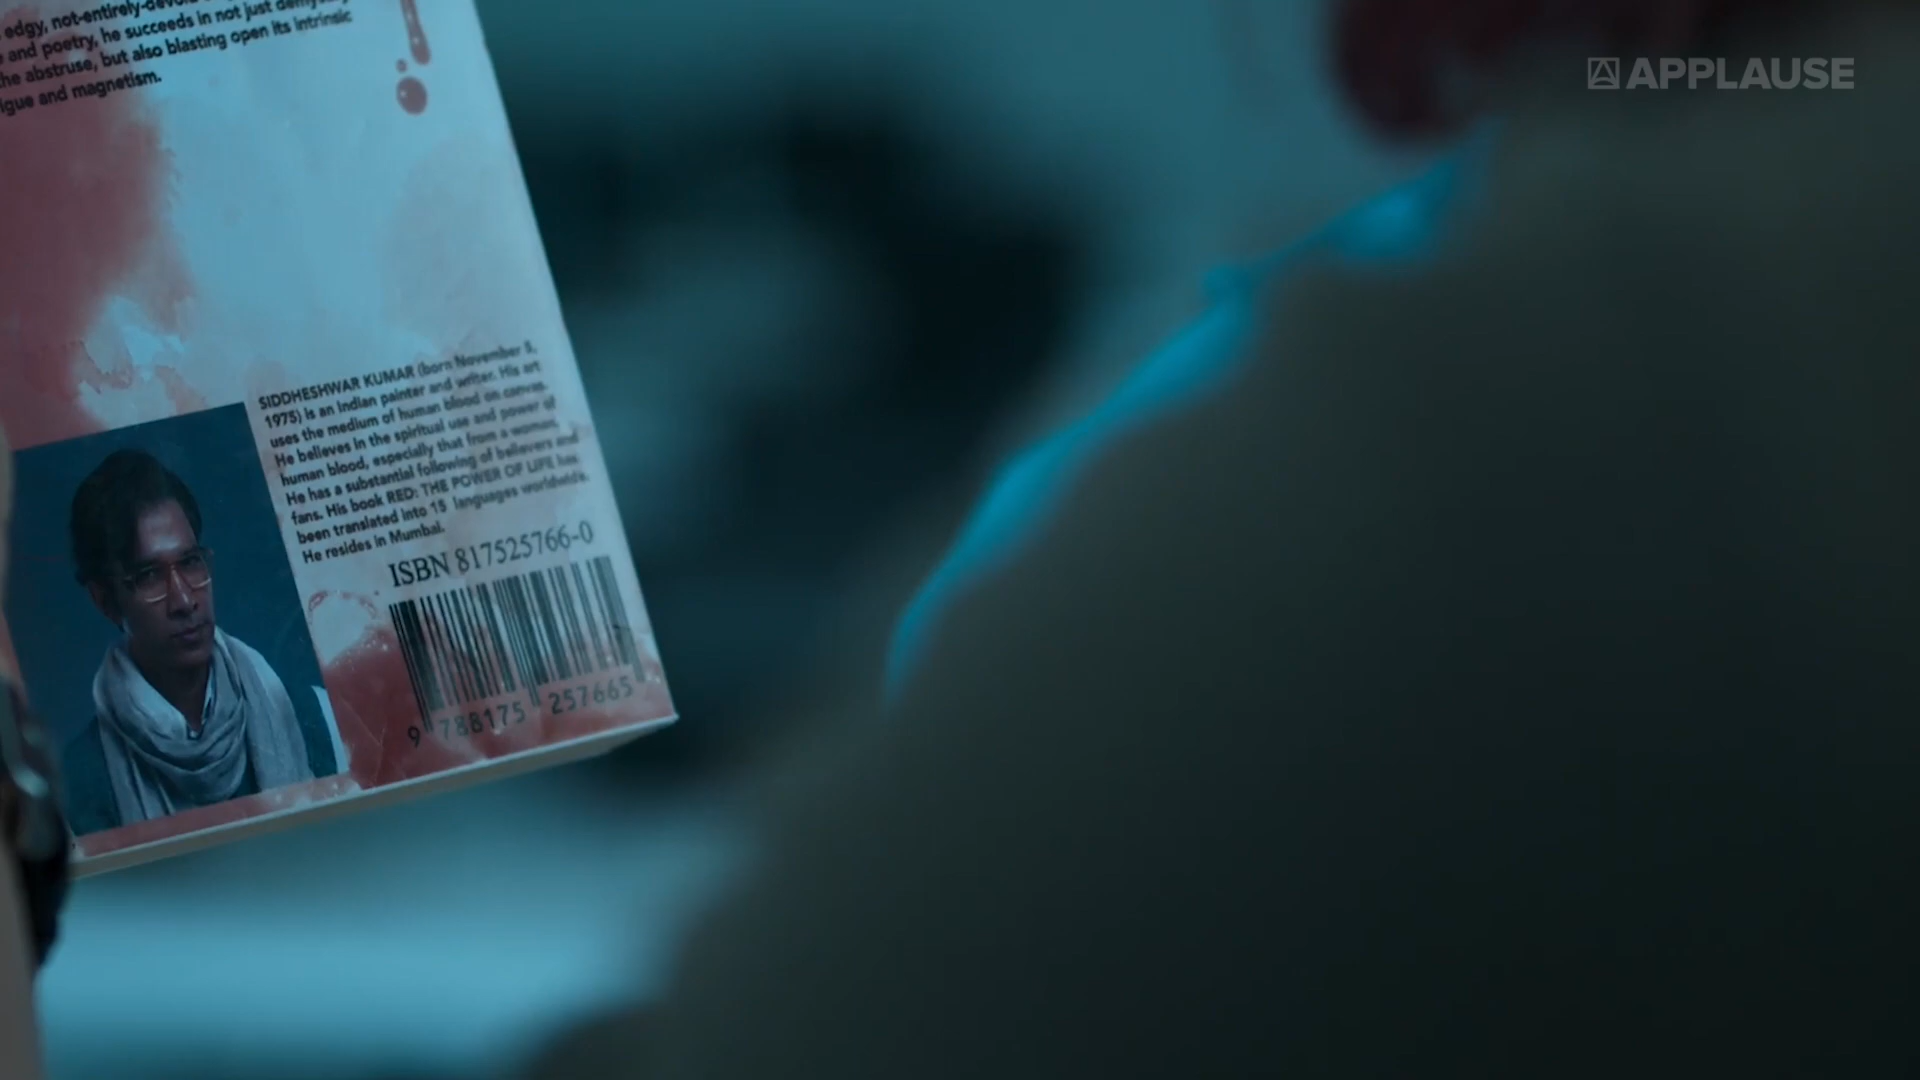 edgy, not-entirely-devo
and poetry, he succeeds in not just demys
the abstruse, but also blasting open its intrinsic
igue and magnetism.
APPLAUSE
SIDDHESHWAR KUMAR (born November 5,
1975) is an Indian painter and writer. His art
uses the medium of human blood on canvas.
He believes in the spiritual use and power of
human blood, especially that from a woman.
He has a substantial following of believers and
fans. His book RED: THE POWER OF LIFE has
been translated into 15 languages worldwide.
He resides in Mumbai.
ISBN 817525766-0
9 788175 257665